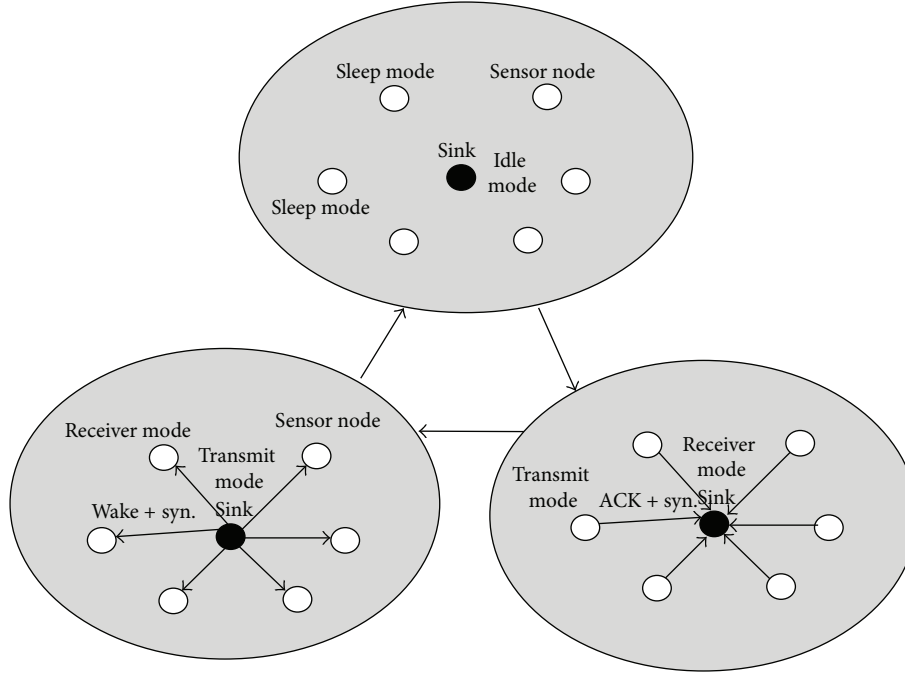 Sleep mode
Sensor node
Sink
Idle
mode
Sleep mode
Receiver mode
Sensor node
Transmit
mode
Wake + syn.
Sink
Receiver
mode
Transmit
mode
ACK + syn.
Sink